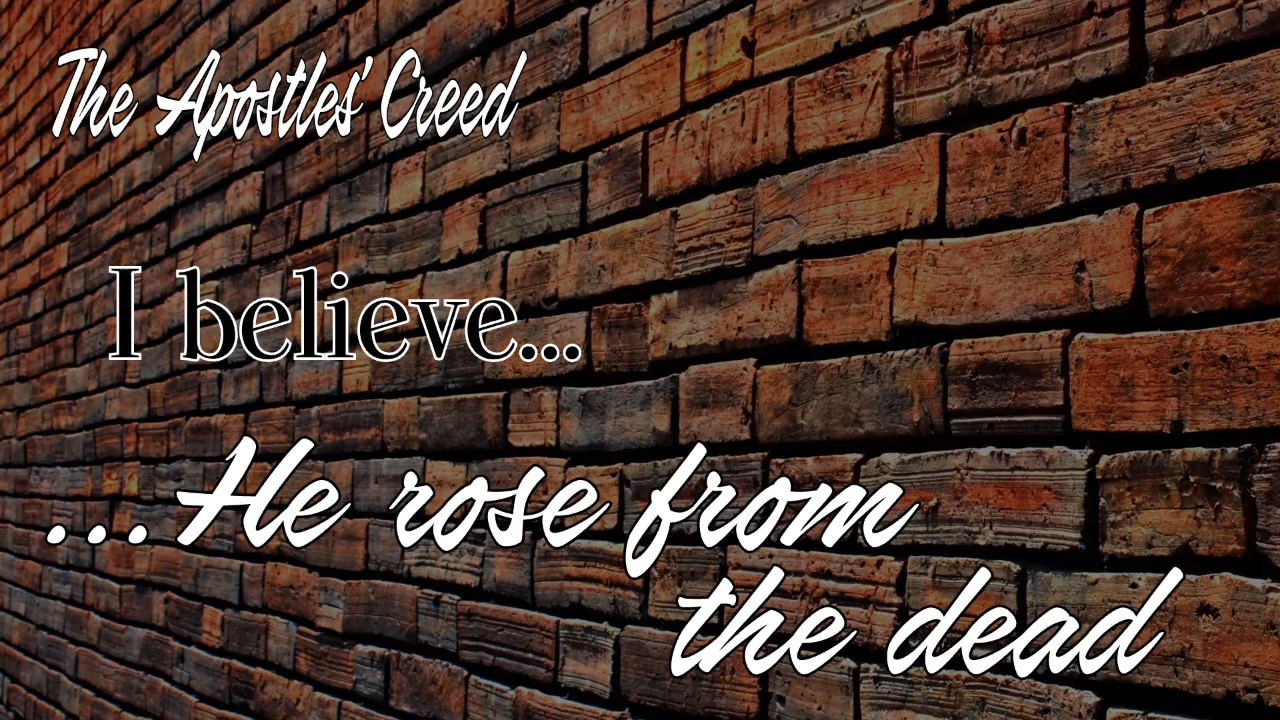 The Apostles' Creed
I believe...
...He rose from
the dead